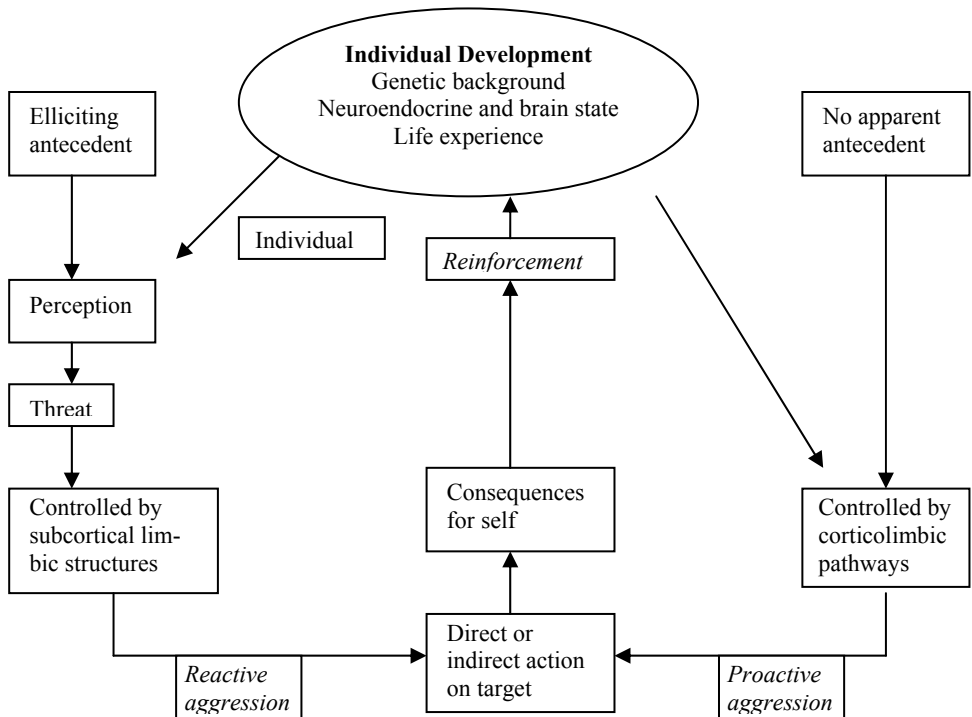 Individual Development
Genetic background
Neuroendocrine and brain state
Life experience
Elliciting
antecedent
No apparent
antecedent
Individual
Reinforcement
Perception
Threat
Controlled by
subcortical lim-
bic structures
Consequences
for self
Controlled by
corticolimbic
pathways
Direct or
indirect action
on target
Reactive
aggression
Proactive
aggression